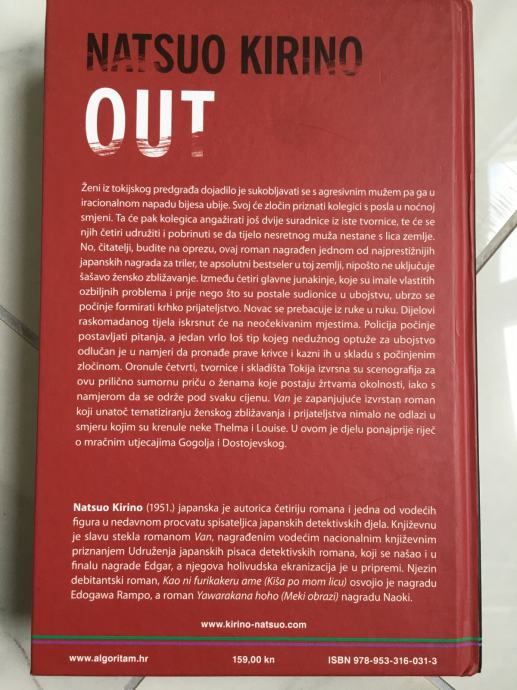 NATSUO KIRINO
OUT
Ženi iz tokijskog predgrađa dojadilo je sukobljavati se s agresivnim mužem pa ga u
iracionalnom napadu bijesa ubije. Svoj će zločin priznati kolegici s posla u noćnoj
smjeni. Ta će pak kolegica angažirati još dvije suradnice iz iste tvornice, te će se
njih četiri udružiti i pobrinuti se da tijelo nesretnog muža nestane s lica zemlje.
No, čitatelji, budite na oprezu, ovaj roman nagrađen jednom od najprestižnijih
japanskih nagrada za triler, te apsolutni bestseler u toj zemlji, nipošto ne uključuje
šašavo žensko zbližavanje. Između četiri glavne junakinje, koje su imale vlastitih
ozbiljnih problema i prije nego što su postale sudionice u ubojstvu, ubrzo se
počinje formirati krhko prijateljstvo. Novac se prebacuje iz ruke u ruku. Dijelovi
raskomadanog tijela iskrsnut će na neočekivanim mjestima. Policija počinje
postavljati pitanja, a jedan vrlo loš tip kojeg nedužnog optuže za ubojstvo
odlučan je u namjeri da pronađe prave krivce i kazni ih u skladu s počinjenim
zločinom. Oronule četvrti, tvornice i skladišta Tokija izvrsna su scenografija za
ovu prilično sumornu priču o ženama koje postaju žrtvama okolnosti, iako s
namjerom da se održe pod svaku cijenu. Van je zapanjujuće izvrstan roman
koji unatoč tematiziranju ženskog zbližavanja i prijateljstva nimalo ne odlazi u
smjeru kojim su krenule neke Thelma i Louise. U ovom je djelu ponajprije riječ
o mračnim utjecajima Gogolja i Dostojevskog.
Natsuo Kirino (1951.) japanska je autorica četiriju romana i jedna od vodećih
figura u nedavnom procvatu spisateljica japanskih detektivskih djela. Književnu
je slavu stekla romanom Van, nagrađenim vodećim nacionalnim književnim
priznanjem Udruženja japanskih pisaca detektivskih romana, koji se našao i u
finalu nagrade Edgar, a njegova holivudska ekranizacija je u pripremi. Njezin
debitantski roman, Kao ni furikakeru ame (Kiša po mom licu) osvojio je nagradu
Edogawa Rampo, a roman Yawarakana hoho (Meki obrazi) nagradu Naoki.
www.kirino-natsuo.com
www.algoritam.hr 159,00 kn ISBN 978-953-316-031-3